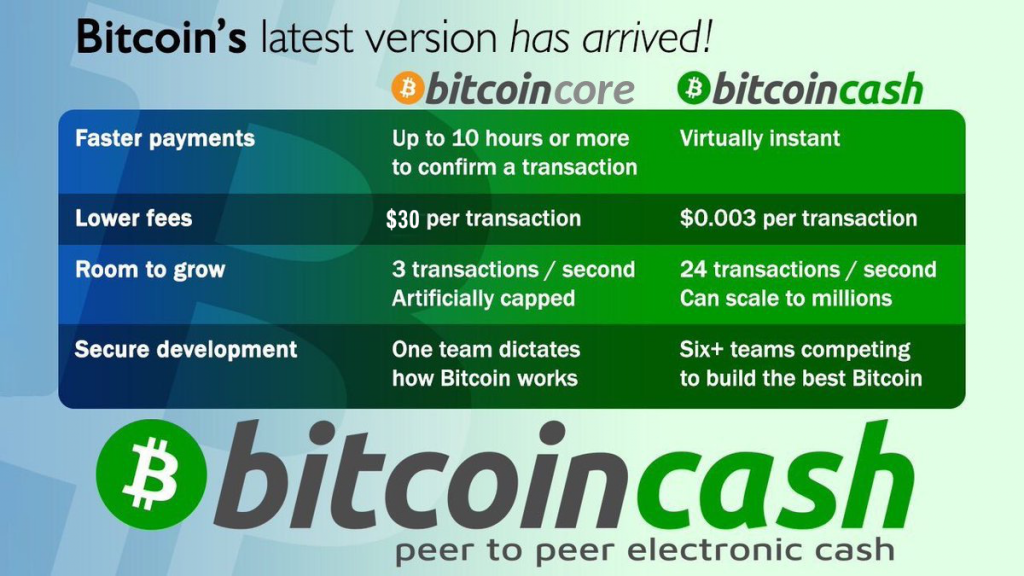 Bitcoin's latest version has arrived!
bitcoincore bitcoincash
Faster payments
Up to 10 hours or more
to confirm a transaction
Virtually instant
Lower fees
$30 per transaction
$0.003 per transaction
Room to grow
3 transactions / second
Artificially capped
24 transactions / second
Can scale to millions
Secure development
One team dictates
how Bitcoin works
Six+ teams competing
to build the best Bitcoin
bitcoincash
peer to peer electronic cash